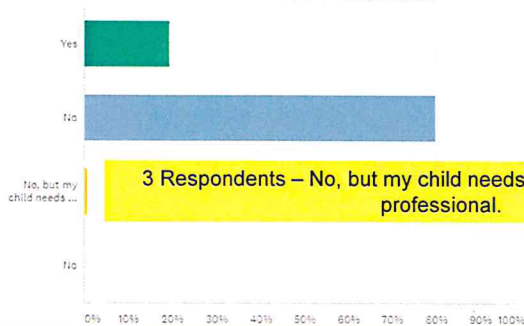 Yes
No
No, but my
child needs ...
3 Respondents – No, but my child needs
professional.
No
0% 10% 20% 30% 40% 50% 60% 70% 80% 90% 100%